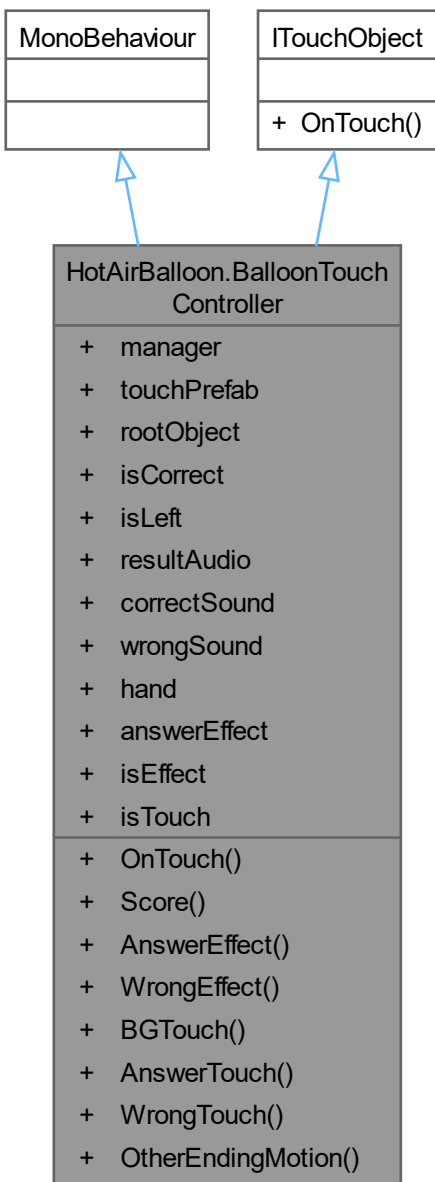 MonoBehaviour
ITouchObject
+ OnTouch()
HotAirBalloon.BalloonTouch
Controller
+ manager
+ touchPrefab
+ rootObject
+ isCorrect
+ isLeft
+ resultAudio
+ correctSound
+ wrongSound
+ hand
+ answerEffect
+ isEffect
+ isTouch
+ OnTouch()
+ Score()
+ AnswerEffect()
+ WrongEffect()
+ BGTouch()
+ AnswerTouch()
+ WrongTouch()
+ OtherEndingMotion()